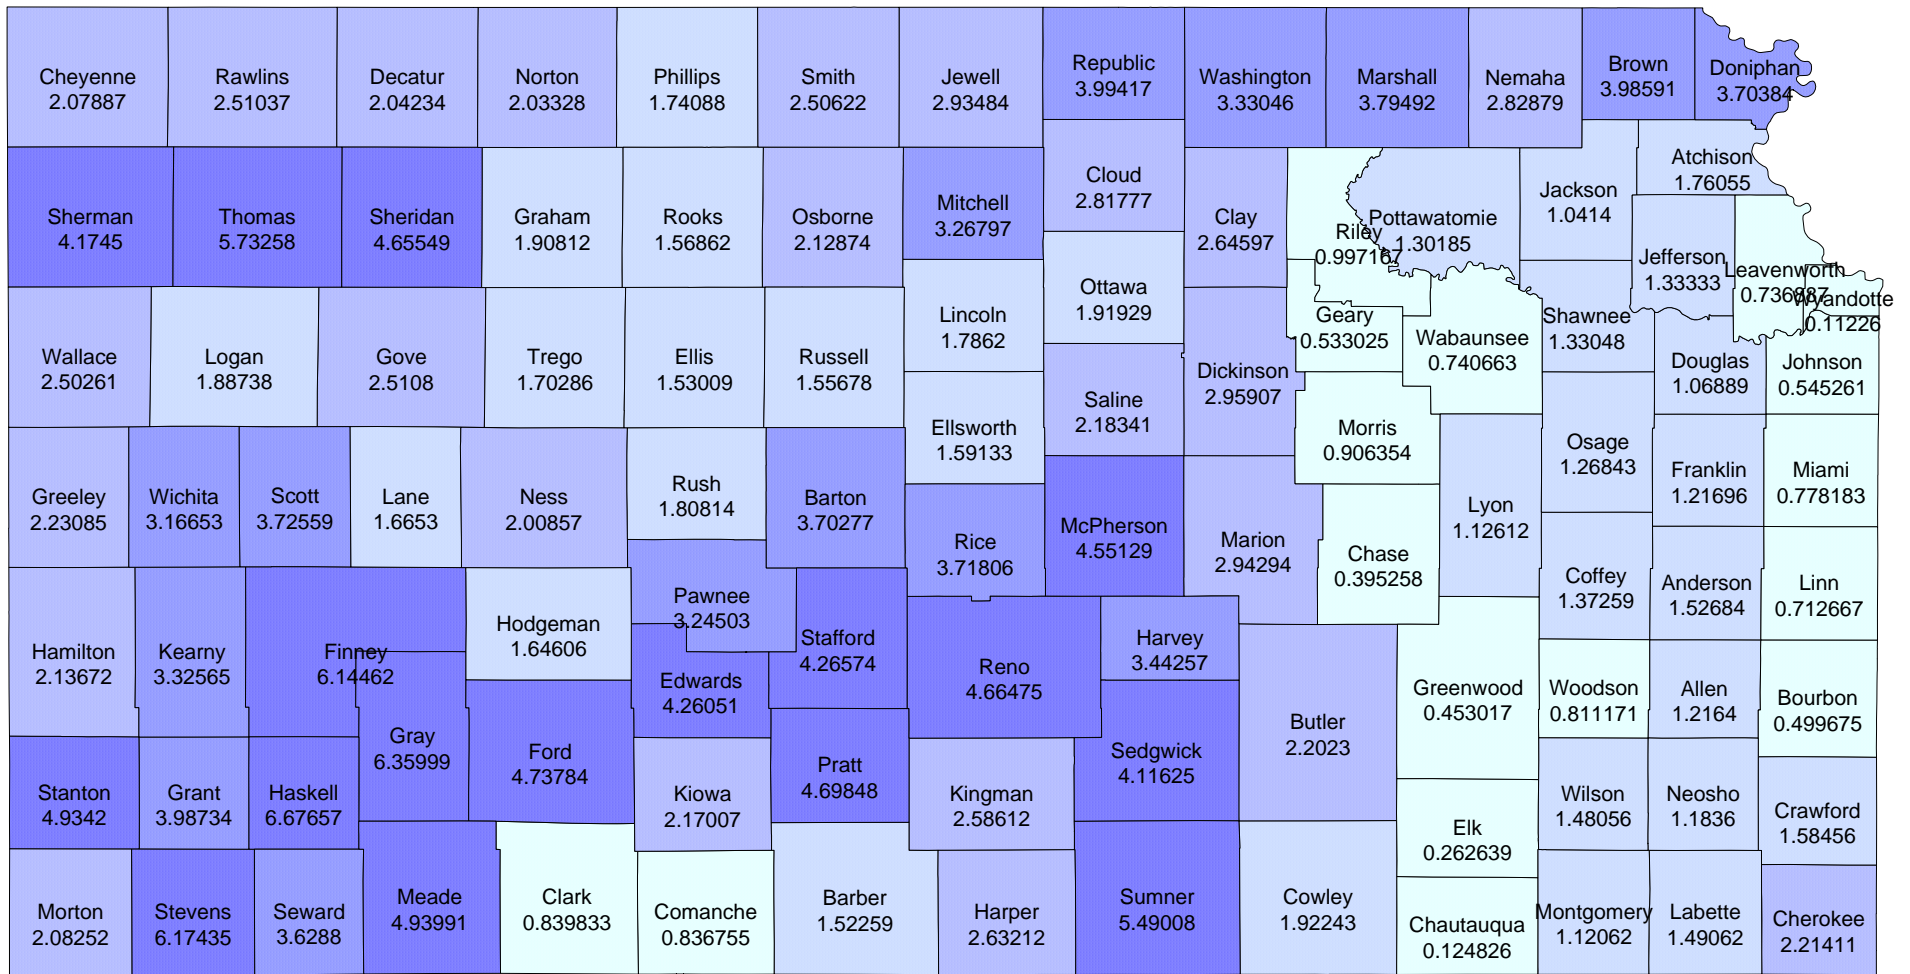 Cheyenne
2.07887
Rawlins
2.51037
Decatur
2.04234
Norton
2.03328
Phillips
1.74088
Smith
2.50622
Jewell
2.93484
Republic
3.99417
Washington
3.33046
Marshall
3.79492
Nemaha
2.82879
Brown
3.98591
Doniphan
3.70384
Sherman
4.1745
Thomas
5.73258
Sheridan
4.65549
Graham
1.90812
Rooks
1.56862
Osborne
2.12874
Mitchell
3.26797
Cloud
2.81777
Clay
2.64597
Riley
0.997167
Pottawatomie
1.30185
Jackson
1.0414
Atchison
1.76055
Jefferson
1.33333
Leavenworth
0.736887
Wyandotte
0.11226
Wallace
2.50261
Logan
1.88738
Gove
2.5108
Trego
1.70286
Ellis
1.53009
Russell
1.55678
Lincoln
1.7862
Ottawa
1.91929
Saline
2.18341
Dickinson
2.95907
Geary
0.533025
Wabaunsee
0.740663
Shawnee
1.33048
Douglas
1.06889
Johnson
0.545261
Ellsworth
1.59133
Morris
0.906354
Osage
1.26843
Franklin
1.21696
Miami
0.778183
Greeley
2.23085
Wichita
3.16653
Scott
3.72559
Lane
1.6653
Ness
2.00857
Rush
1.80814
Barton
3.70277
Rice
3.71806
McPherson
4.55129
Marion
2.94294
Chase
0.395258
Lyon
1.12612
Coffey
1.37259
Anderson
1.52684
Linn
0.712667
Hamilton
2.13672
Kearny
3.32565
Finney
6.14462
Hodgeman
1.64606
Pawnee
3.24503
Stafford
4.26574
Edwards
4.26051
Reno
4.66475
Harvey
3.44257
Butler
2.2023
Greenwood
0.453017
Woodson
0.811171
Allen
1.2164
Bourbon
0.499675
Gray
6.35999
Ford
4.73784
Kiowa
2.17007
Pratt
4.69848
Kingman
2.58612
Sedgwick
4.11625
Stanton
4.9342
Grant
3.98734
Haskell
6.67657
Elk
0.262639
Wilson
1.48056
Neosho
1.1836
Crawford
1.58456
Morton
2.08252
Stevens
6.17435
Seward
3.6288
Meade
4.93991
Clark
0.839833
Comanche
0.836755
Barber
1.52259
Harper
2.63212
Sumner
5.49008
Cowley
1.92243
Chautauqua
0.124826
Montgomery
1.12062
Labette
1.49062
Cherokee
2.21411